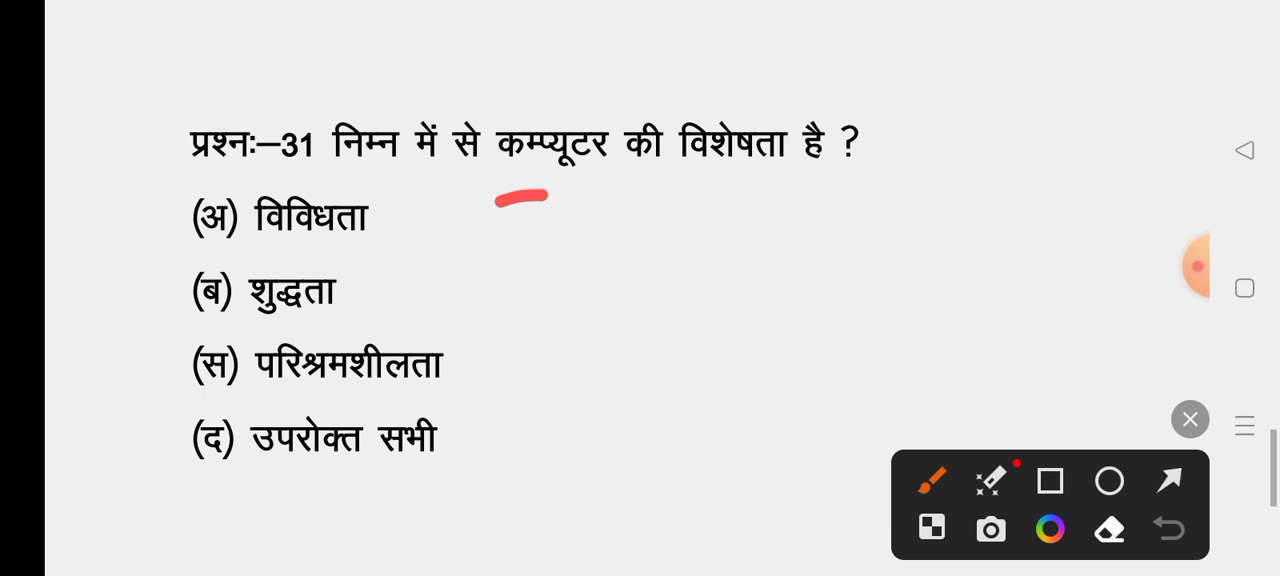 प्रश्नः–31 निम्न में से कम्प्यूटर की विशेषता है ?
(अ) विविधता
(ब) शुद्धता
(स) परिश्रमशीलता
(द) उपरोक्त सभी